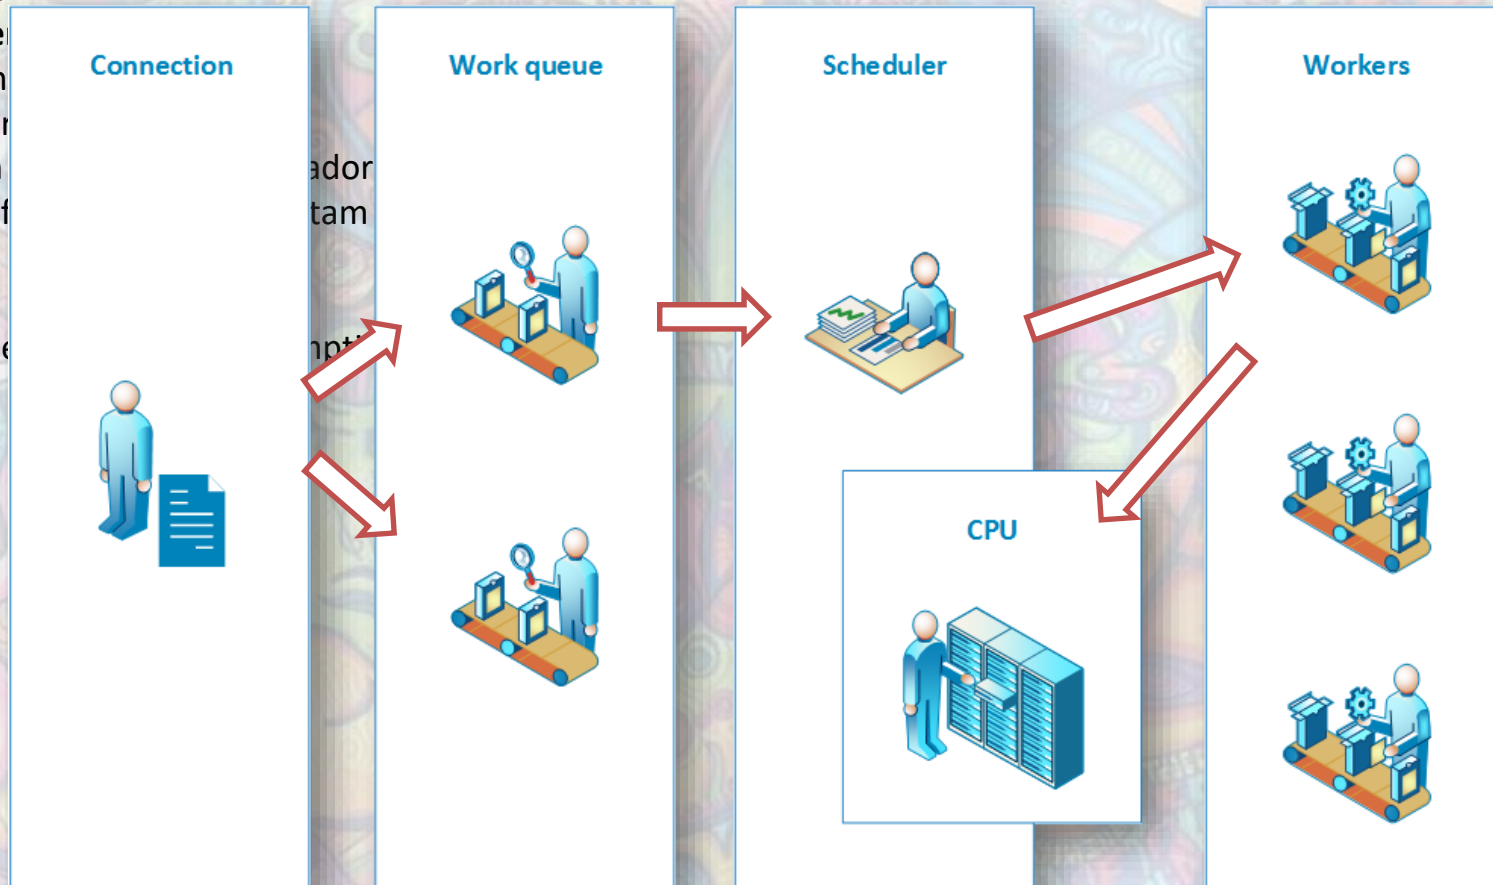 Connection
Work queue
Scheduler
Workers
ador
tam
CPU